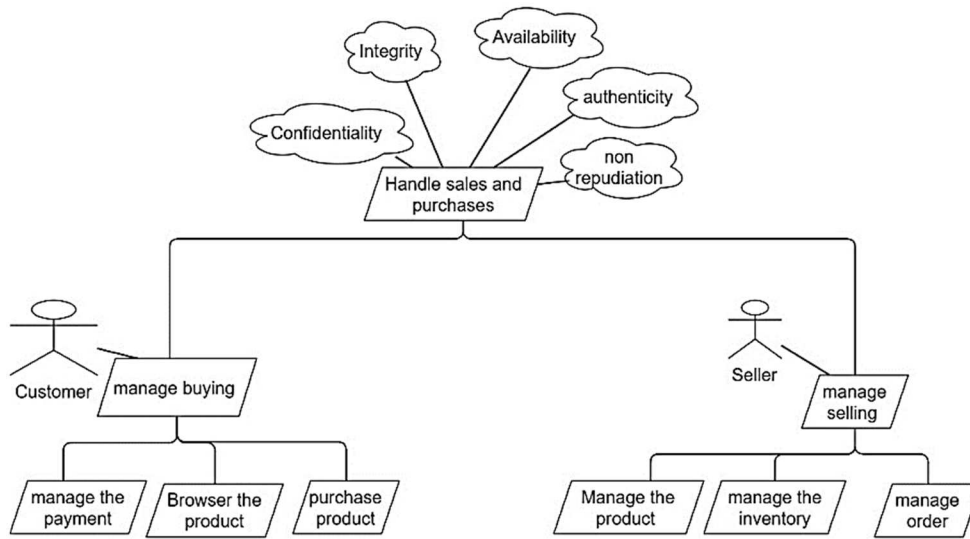 Availability
Integrity
authenticity
Confidentiality
non
repudiation
Handle sales and
purchases
Customer
manage buying
Seller
manage
selling
manage the
payment
Browser the
product
purchase
product
Manage the
product
manage the
inventory
manage
order